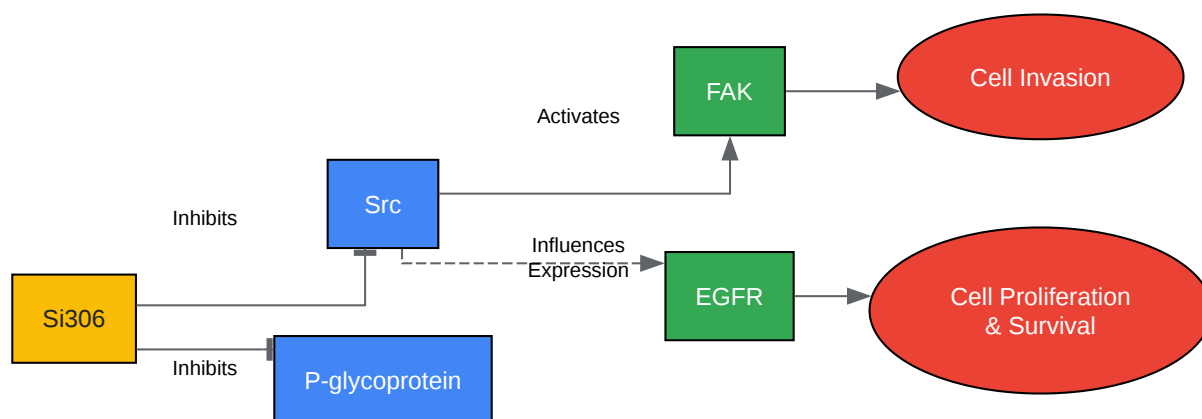 FAK
Cell Invasion
Activates
Src
Inhibits
Influences
Expression
EGFR
Cell Proliferation
& Survival
Si306
Inhibits
P-glycoprotein